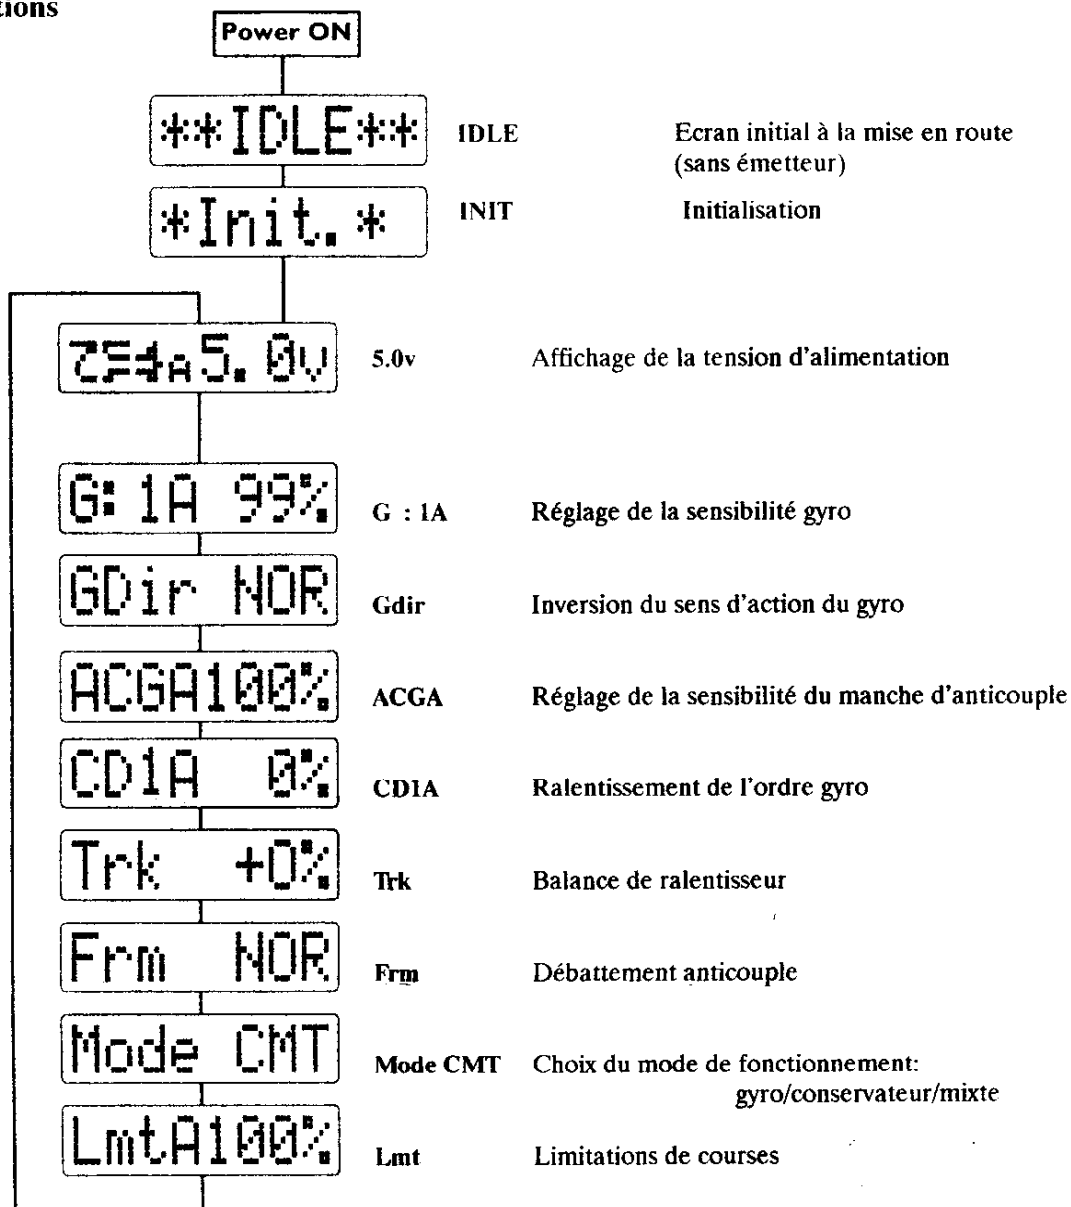 tions
Power ON
**IDLE** IDLE Ecran initial à la mise en route
(sans émetteur)
*Init.* INIT Initialisation
A5.0v 5.0v Affichage de la tension d'alimentation
G:1A 99% G : 1A Réglage de la sensibilité gyro
GDir NOR Gdir Inversion du sens d'action du gyro
ACGA100% ACGA Réglage de la sensibilité du manche d'anticouple
CD1A 0% CD1A Ralentissement de l'ordre gyro
Trk +0% Trk Balance de ralentisseur
Frm NOR Frm Débattement anticouple
Mode CMT Mode CMT Choix du mode de fonctionnement:
gyro/conservateur/mixte
LmtA100% Lmt Limitations de courses